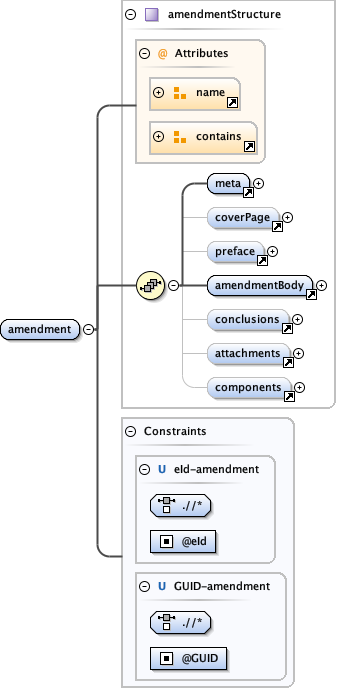 amendmentStructure
@ Attributes
name
contains
meta
coverPage
preface
amendmentBody
amendment
conclusions
attachments
components
Constraints
U eId-amendment
.//*
@eId
U GUID-amendment
.//*
@GUID